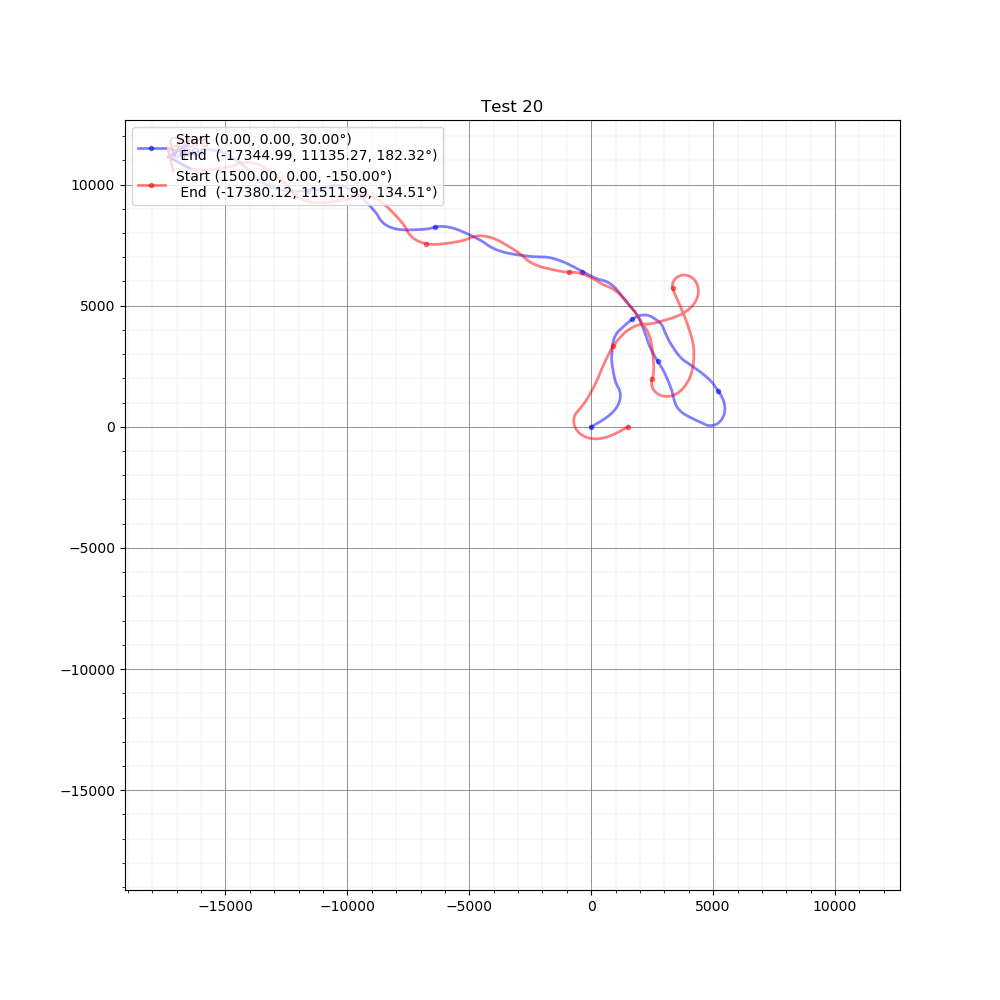 Test 20
Start (0.00, 0.00, 30.00°)
End (-17344.99, 11135.27, 182.32°)
Start (1500.00, 0.00, -150.00°)
End (-17380.12, 11511.99, 134.51°)
10000
5000
0
−5000
−10000
−15000
−15000 −10000 −5000 0 5000 10000